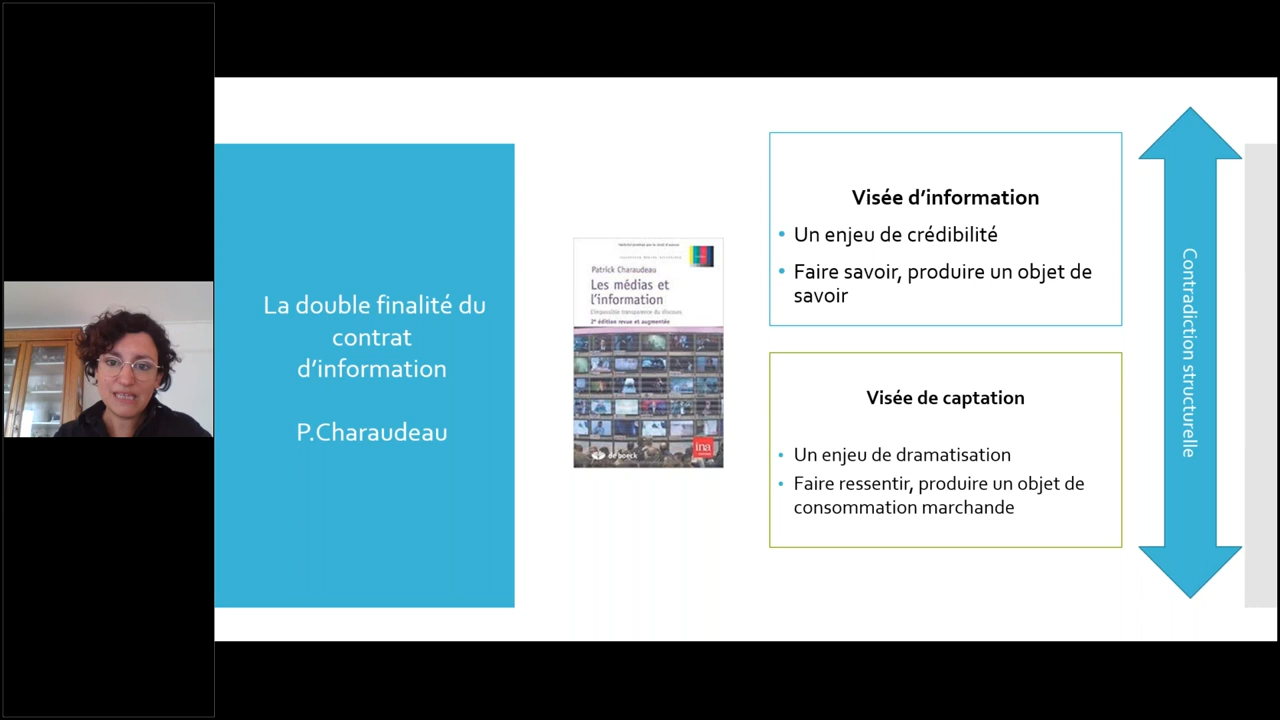 La double finalité du
contrat
d’information
P.Charaudeau
Patrick Charaudeau
Les médias et
l’information
L’impossible transparence du discours
2e édition revue et augmentée
de boeck
ina
Visée d’information
• Un enjeu de crédibilité
• Faire savoir, produire un objet de
savoir
Visée de captation
• Un enjeu de dramatisation
• Faire ressentir, produire un objet de
consommation marchande
Contradiction structurelle